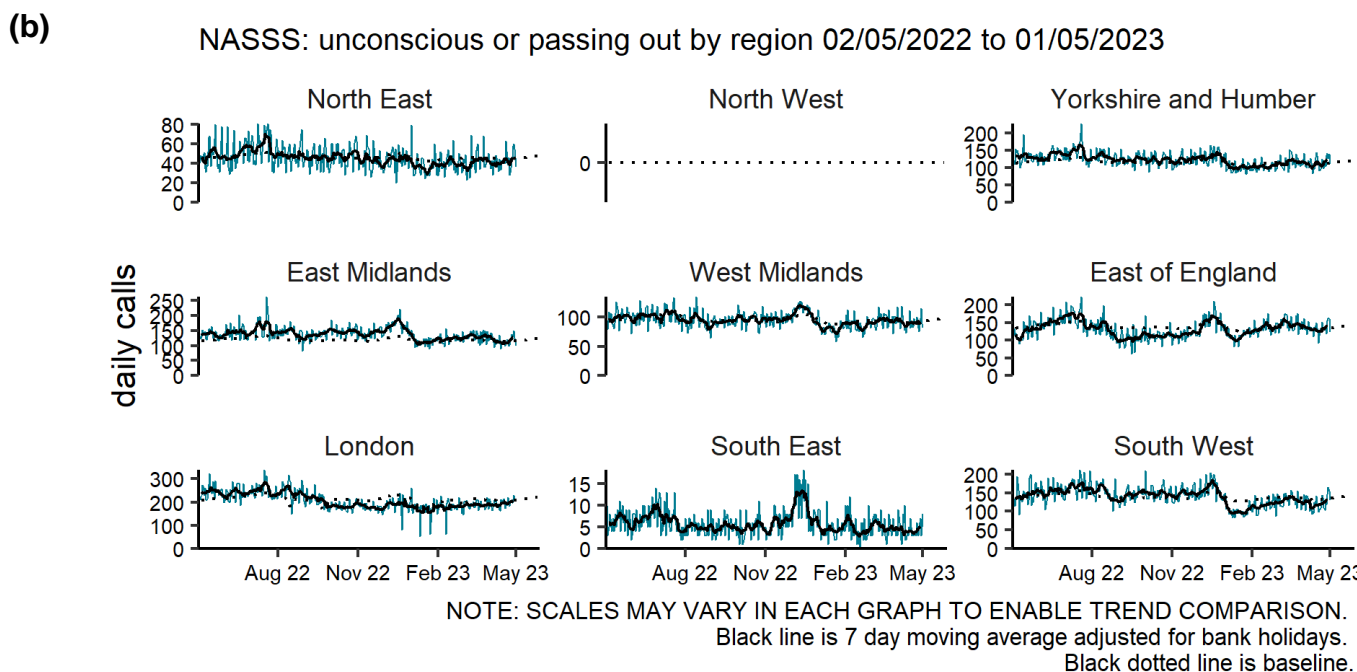 (b)
NASSS: unconscious or passing out by region 02/05/2022 to 01/05/2023
North East
North West
Yorkshire and Humber
80
60
40
20
0
0
200
150
100
50
0
daily calls
East Midlands
West Midlands
East of England
250
200
150
100
50
0
100
50
0
200
150
100
50
0
London
South East
South West
300
200
100
0
15
10
5
0
200
150
100
50
0
Aug 22 Nov 22 Feb 23 May 23
Aug 22 Nov 22 Feb 23 May 23
Aug 22 Nov 22 Feb 23 May 23
NOTE: SCALES MAY VARY IN EACH GRAPH TO ENABLE TREND COMPARISON.
Black line is 7 day moving average adjusted for bank holidays.
Black dotted line is baseline.